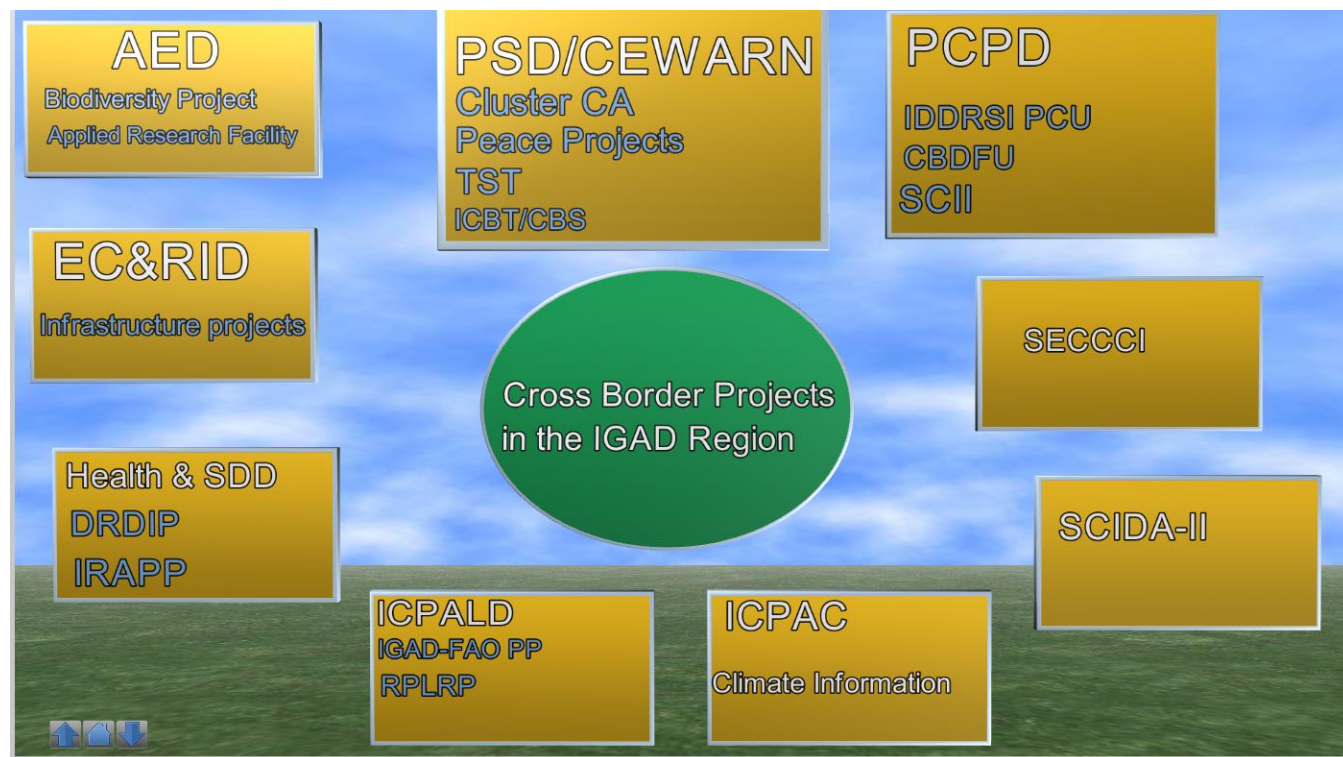 AED
Biodiversity Project
Applied Research Facility
PSD/CEWARN
Cluster CA
Peace Projects
TST
ICBT/CBS
PCPD
IDDRSI PCU
CBDFU
SCII
EC&RID
Infrastructure projects
SECCCI
Cross Border Projects
in the IGAD Region
Health & SDD
DRDIP
IRAPP
SCIDA-II
ICPALD
IGAD-FAO PP
RPLRP
ICPAC
Climate Information